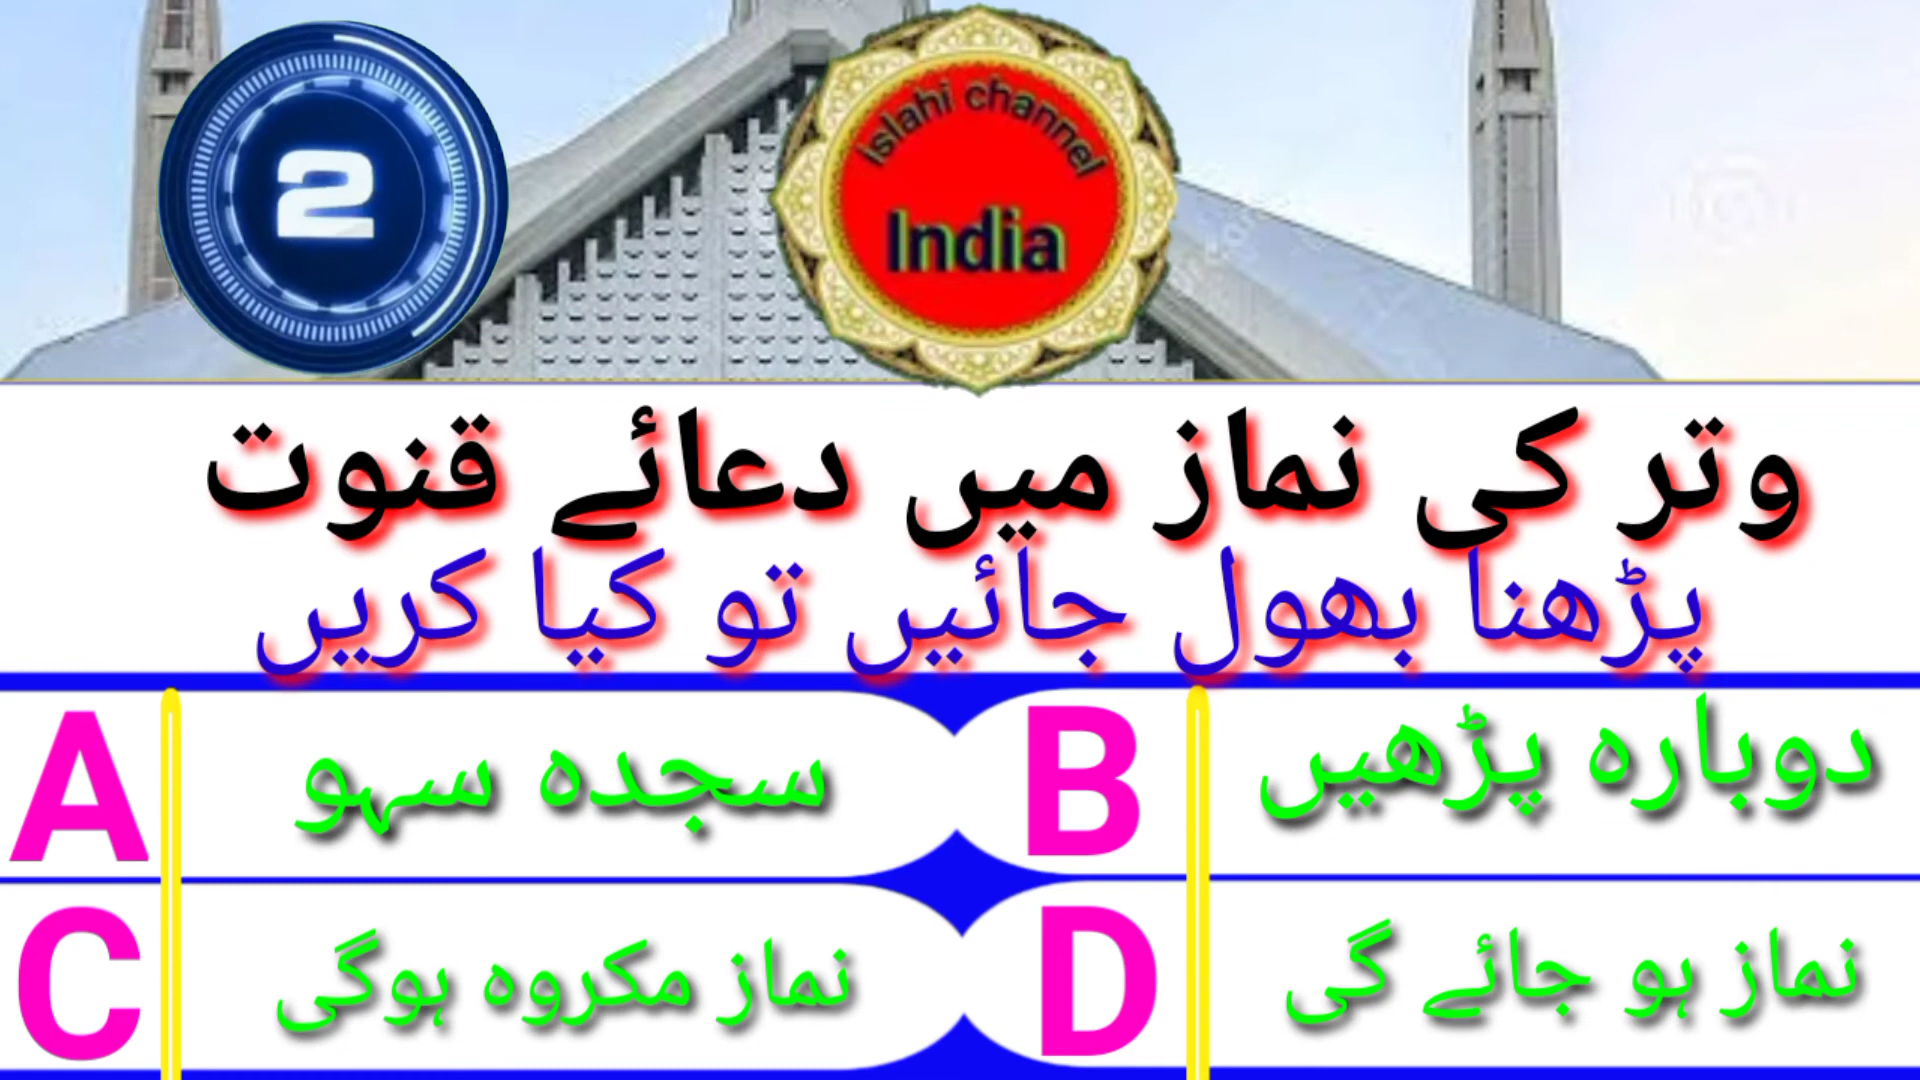 2
islahi channel
India
وتر کی نماز میں دعائے قنوت
پڑھنا بھول جائیں تو کیا کریں
A سجدہ سہو
B دوبارہ پڑھیں
C نماز مکروہ ہوگی
D نماز ہو جائے گی